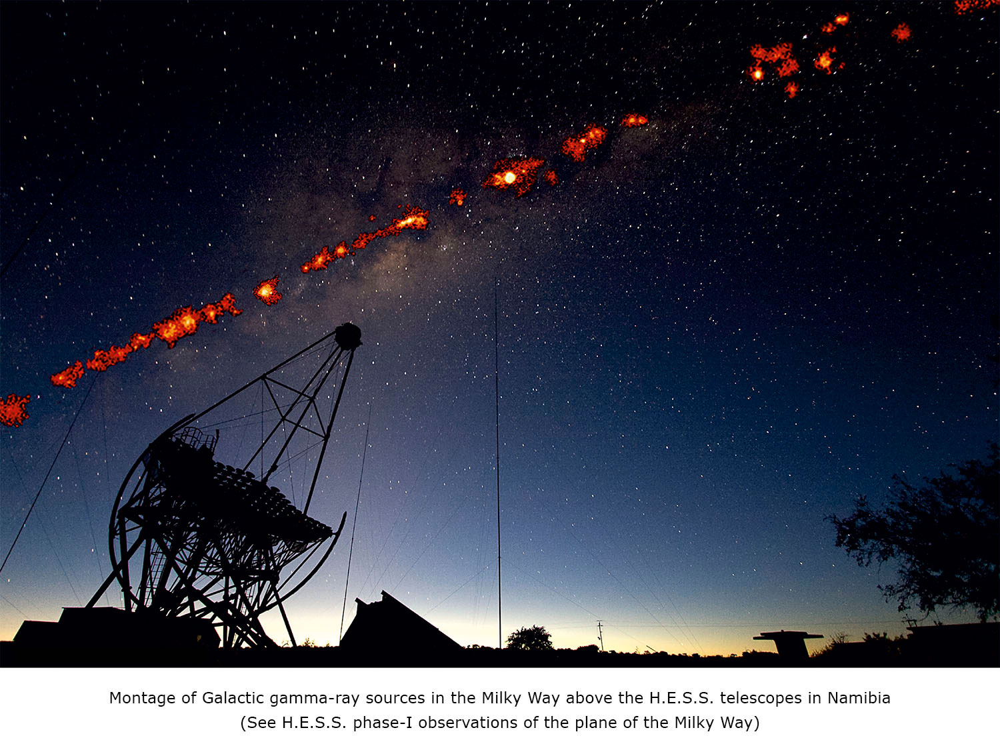 Montage of Galactic gamma-ray sources in the Milky Way above the H.E.S.S. telescopes in Namibia
(See H.E.S.S. phase-I observations of the plane of the Milky Way)